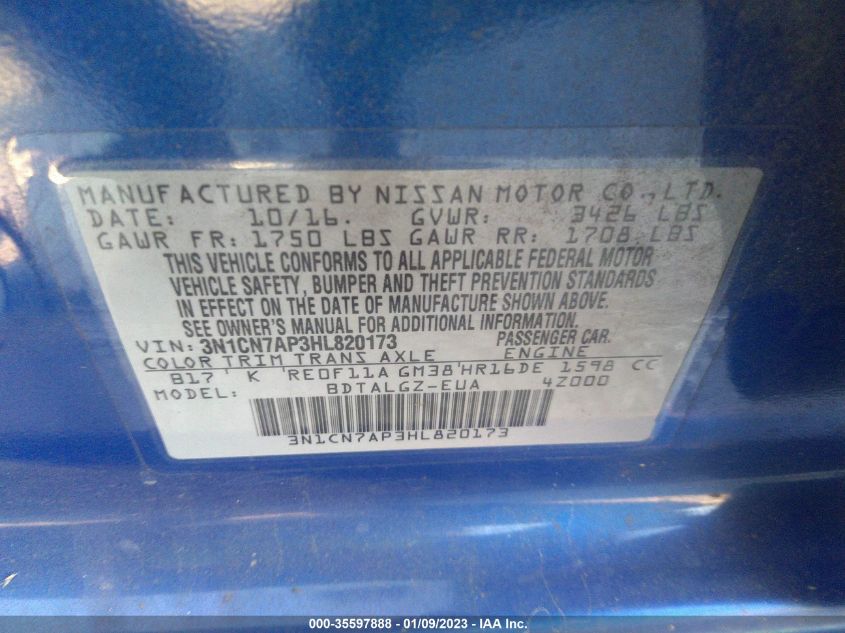 MANUFACTURED BY NISSAN MOTOR CO., LTD.
DATE: 10/16. GVWR: 3426 LBS
GAWR FR: 1750 LBS GAWR RR: 1708 LBS
THIS VEHICLE CONFORMS TO ALL APPLICABLE FEDERAL MOTOR
VEHICLE SAFETY, BUMPER AND THEFT PREVENTION STANDARDS
IN EFFECT ON THE DATE OF MANUFACTURE SHOWN ABOVE.
SEE OWNER'S MANUAL FOR ADDITIONAL INFORMATION.
VIN: 3N1CN7AP3HL820173 PASSENGER CAR.
COLOR TRIM TRANS AXLE ENGINE
B17 K RE0F11A GM38 HR16DE 1598 CC
MODEL: BDTALGZ-EUA 4Z000
3N1CN7AP3HL820173
000-35597888 - 01/09/2023 - IAA Inc.